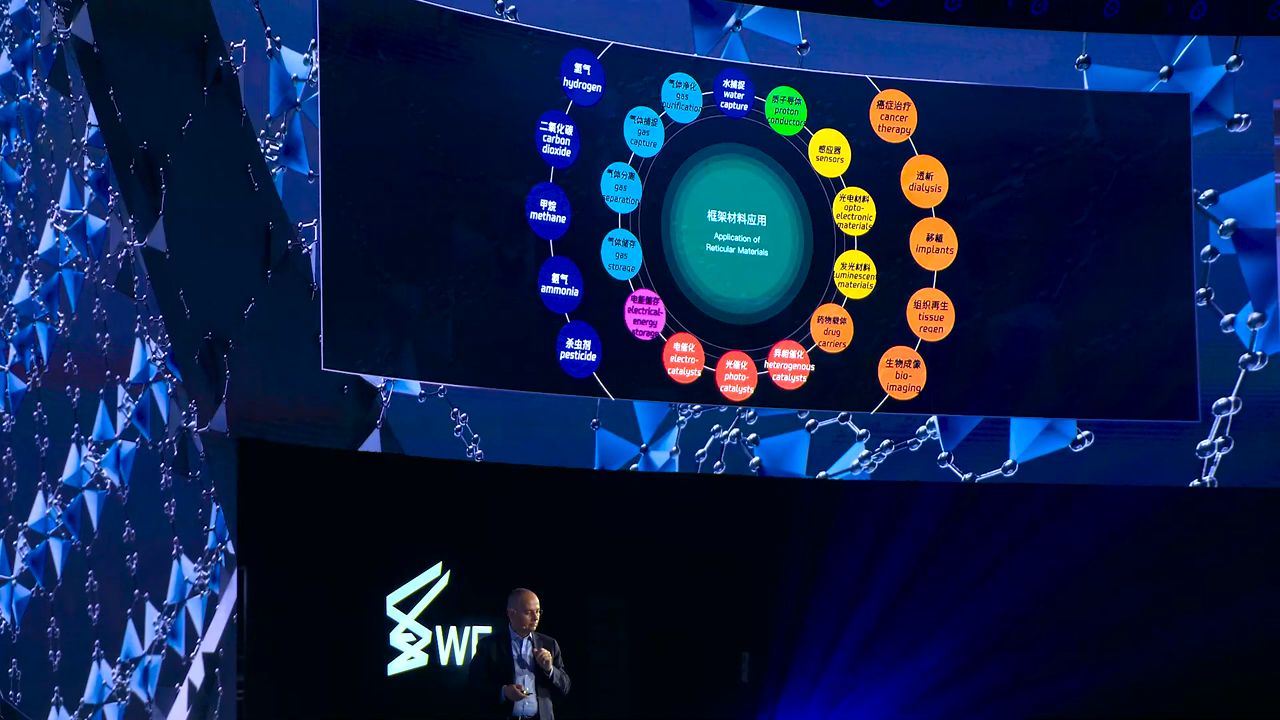 氢气
hydrogen
二氧化碳
carbon
dioxide
甲烷
methane
氨气
ammonia
杀虫剂
pesticide
气体净化
gas
purification
气体捕捉
gas
capture
气体分离
gas
separation
气体储存
gas
storage
电能储存
electrical-
energy
storage
电催化
electro-
catalysts
光催化
photo-
catalysts
异相催化
heterogenous
catalysts
药物载体
drug
carriers
发光材料
luminescent
materials
光电材料
opto-
electronic
materials
感应器
sensors
质子导体
proton
conductors
水捕捉
water
capture
框架材料应用
Application of
Reticular Materials
癌症治疗
cancer
therapy
透析
dialysis
移植
implants
组织再生
tissue
regen
生物成像
bio-
imaging
WE